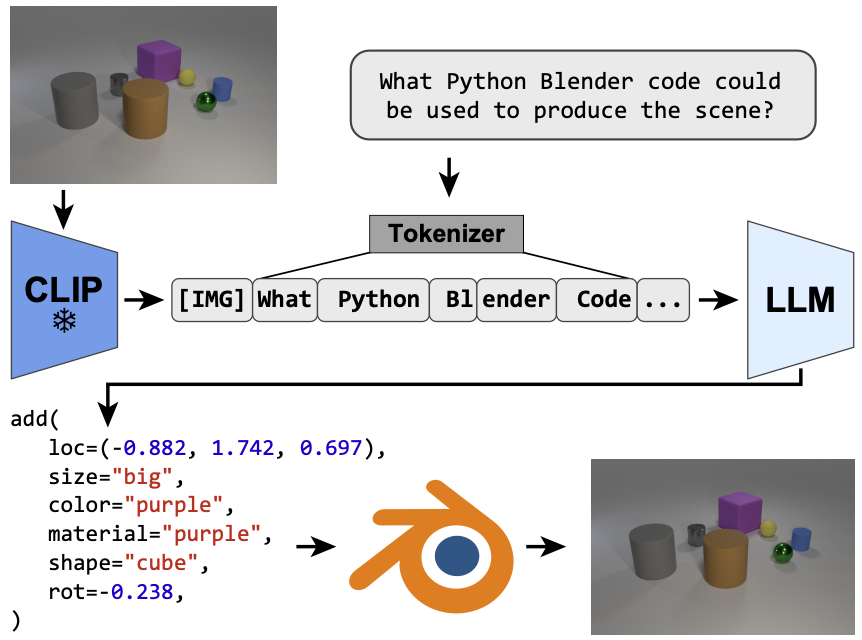 What Python Blender code could
be used to produce the scene?
Tokenizer
CLIP
[IMG] What Python Bl ender Code ...
LLM
add(
loc=(-0.882, 1.742, 0.697),
size="big",
color="purple",
material="purple",
shape="cube",
rot=-0.238,
)